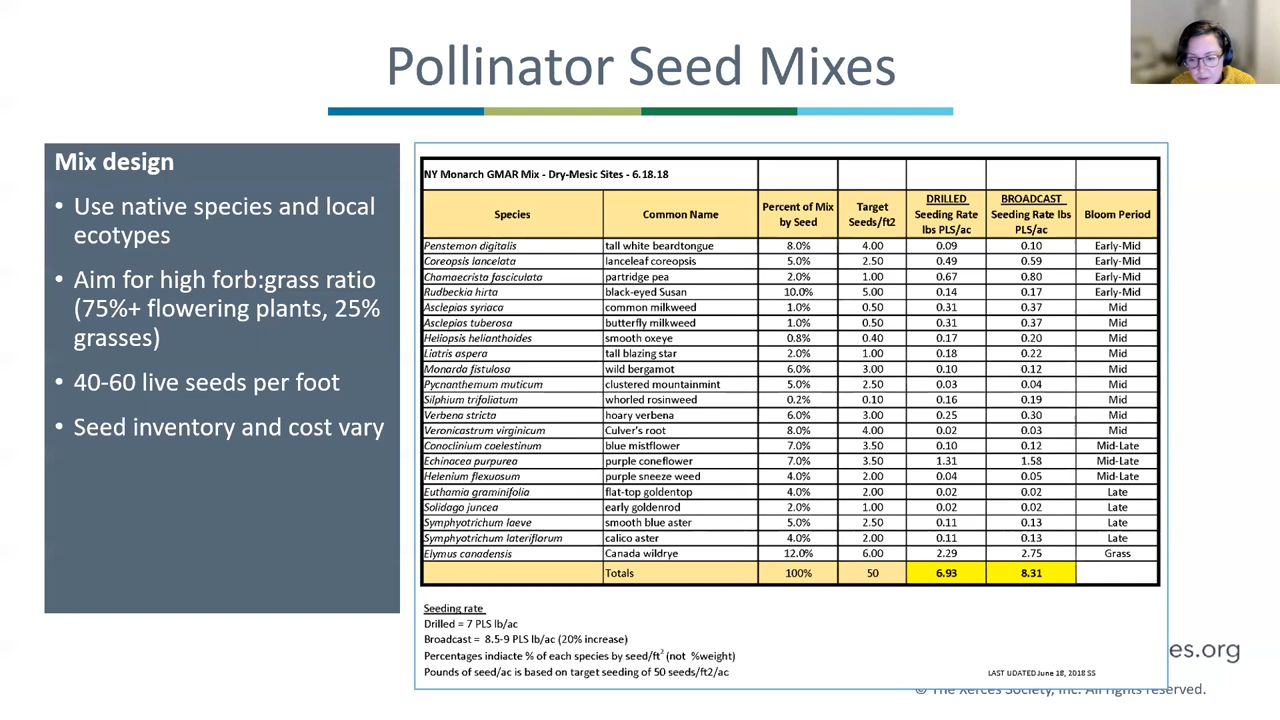 Pollinator Seed Mixes
Mix design
• Use native species and local
ecotypes
• Aim for high forb:grass ratio
(75%+ flowering plants, 25%
grasses)
• 40-60 live seeds per foot
• Seed inventory and cost vary
NY Monarch GMAR Mix - Dry-Mesic Sites - 6.18.18
Species Common Name Percent of Mix by Seed Target Seeds/ft2 DRILLED Seeding Rate lbs PLS/ac BROADCAST Seeding Rate lbs PLS/ac Bloom Period
Penstemon digitalis tall white beardtongue 8.0% 4.00 0.09 0.10 Early-Mid
Coreopsis lancelata lanceleaf coreopsis 5.0% 2.50 0.49 0.59 Early-Mid
Chamaecrista fasciculata partridge pea 2.0% 1.00 0.67 0.80 Early-Mid
Rudbeckia hirta black-eyed Susan 10.0% 5.00 0.14 0.17 Early-Mid
Asclepias syriaca common milkweed 1.0% 0.50 0.31 0.37 Mid
Asclepias tuberosa butterfly milkweed 1.0% 0.50 0.31 0.37 Mid
Heliopsis helianthoides smooth oxeye 0.8% 0.40 0.17 0.20 Mid
Liatris aspera tall blazing star 2.0% 1.00 0.18 0.22 Mid
Monarda fistulosa wild bergamot 6.0% 3.00 0.10 0.12 Mid
Pycnanthemum muticum clustered mountainmint 5.0% 2.50 0.03 0.04 Mid
Silphium trifoliatum whorled rosinweed 0.2% 0.10 0.16 0.19 Mid
Verbena stricta hoary verbena 6.0% 3.00 0.25 0.30 Mid
Veronicastrum virginicum Culver's root 8.0% 4.00 0.02 0.03 Mid
Conoclinium coelestinum blue mistflower 7.0% 3.50 0.10 0.12 Mid-Late
Echinacea purpurea purple coneflower 7.0% 3.50 1.31 1.58 Mid-Late
Helenium flexuosum purple sneeze weed 4.0% 2.00 0.04 0.05 Mid-Late
Euthamia graminifolia flat-top goldentop 4.0% 2.00 0.02 0.02 Late
Solidago juncea early goldenrod 2.0% 1.00 0.02 0.02 Late
Symphyotrichum laeve smooth blue aster 5.0% 2.50 0.11 0.13 Late
Symphyotrichum lateriflorum calico aster 4.0% 2.00 0.11 0.13 Late
Elymus canadensis Canada wildrye 12.0% 6.00 2.29 2.75 Grass
Totals 100% 50 6.93 8.31
Seeding rate
Drilled = 7 PLS lb/ac
Broadcast = 8.5-9 PLS lb/ac (20% increase)
Percentages indiacte % of each species by seed/ft² (not %weight)
Pounds of seed/ac is based on target seeding of 50 seeds/ft2/ac
LAST UDATED June 18, 2018 SS
es.org
© The Xerces Society, Inc. All rights reserved.